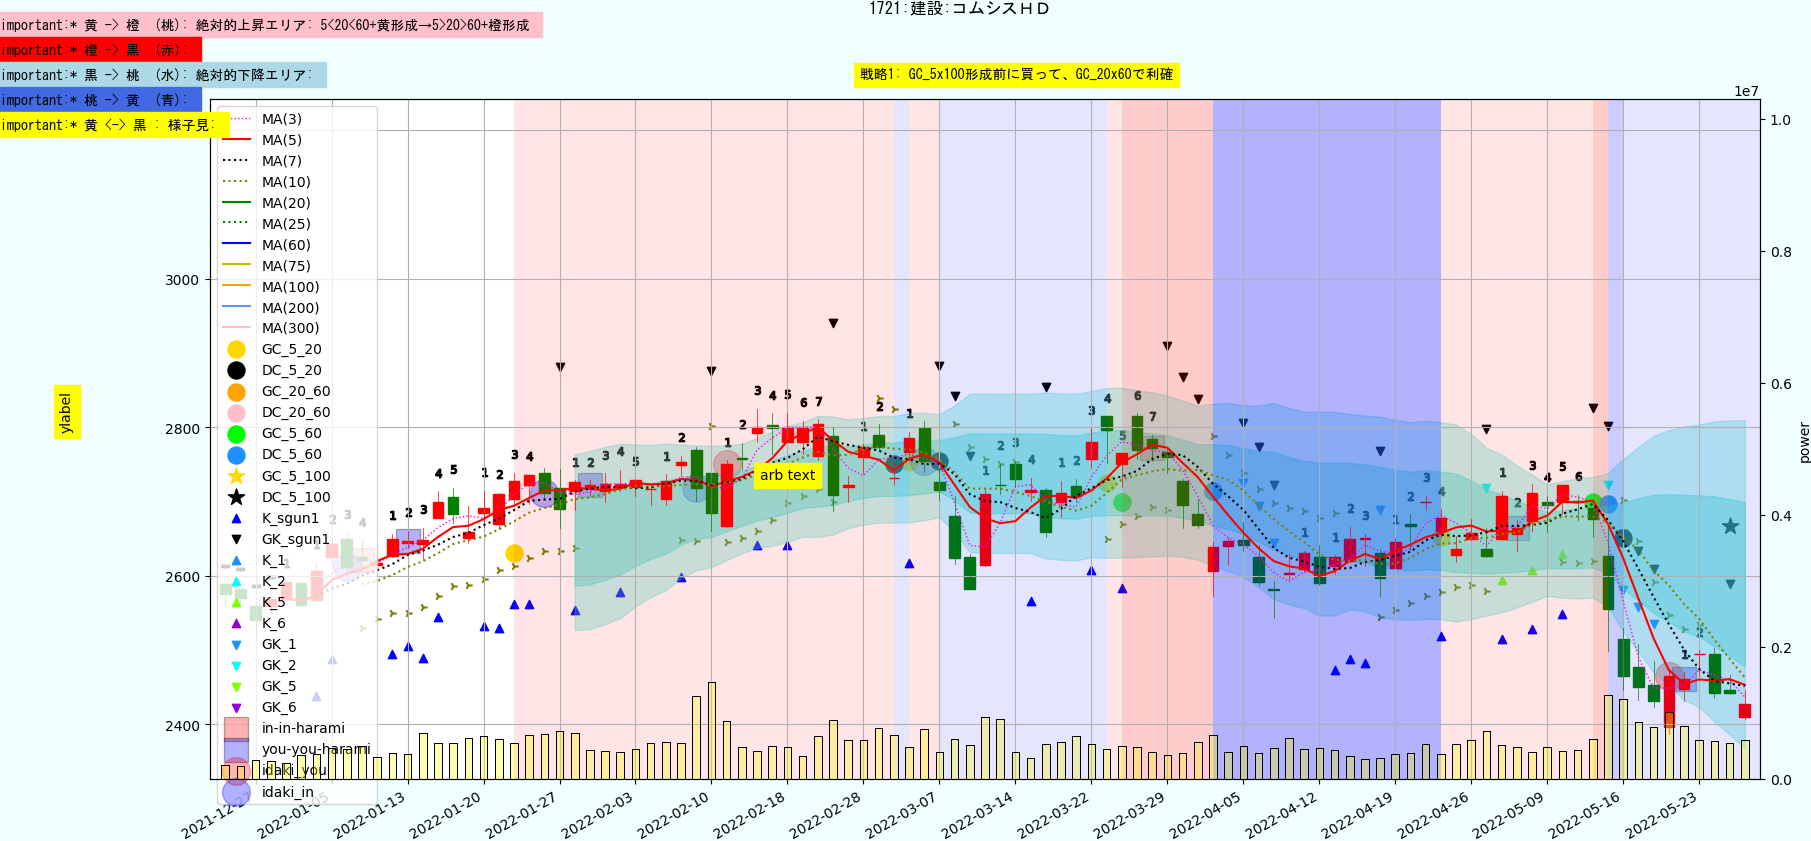 1721:建設:コムシスＨＤ
important:* 黄 -> 橙 (桃): 絶対的上昇エリア: 5<20<60+黄形成→5>20>60+橙形成
important:* 橙 -> 黒 (赤):
important:* 黒 -> 桃 (水): 絶対的下降エリア:
important:* 桃 -> 黄 (青):
important:* 黄 <-> 黒 : 様子見:
戦略1: GC_5x100形成前に買って、GC_20x60で利確
1e7
MA(3)
MA(5)
MA(7)
MA(10)
MA(20)
MA(25)
MA(60)
MA(75)
MA(100)
MA(200)
MA(300)
GC_5_20
DC_5_20
GC_20_60
DC_20_60
GC_5_60
DC_5_60
GC_5_100
DC_5_100
K_sgun1
GK_sgun1
K_1
K_2
K_5
K_6
GK_1
GK_2
GK_5
GK_6
in-in-harami
you-you-harami
idaki_you
idaki_in
arb text
ylabel
3000
2800
2600
2400
1.0
0.8
0.6
0.4
0.2
0.0
power
2021-12-27
2022-01-05
2022-01-13
2022-01-20
2022-01-27
2022-02-03
2022-02-10
2022-02-18
2022-02-28
2022-03-07
2022-03-14
2022-03-22
2022-03-29
2022-04-05
2022-04-12
2022-04-19
2022-04-26
2022-05-09
2022-05-16
2022-05-23